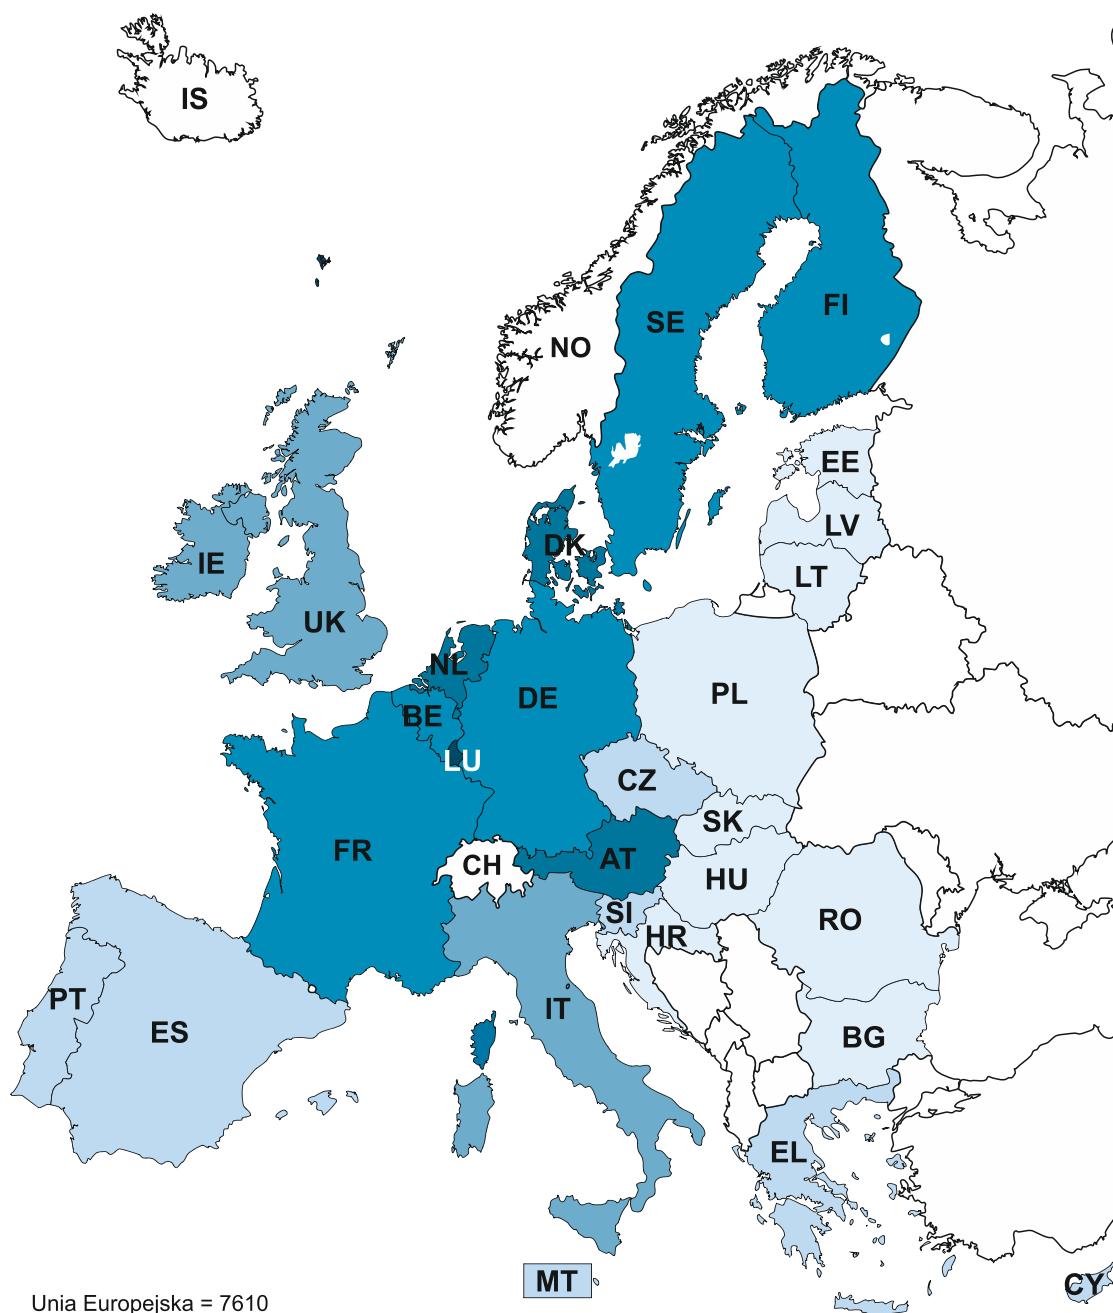 IS
FI
SE
NO
EE
LV
DK
IE
LT
UK
NL
PL
DE
BE
LU
CZ
SK
FR
AT
CH
HU
SI
RO
HR
PT
IT
ES
BG
EL
MT
CY
Unia Europejska = 7610